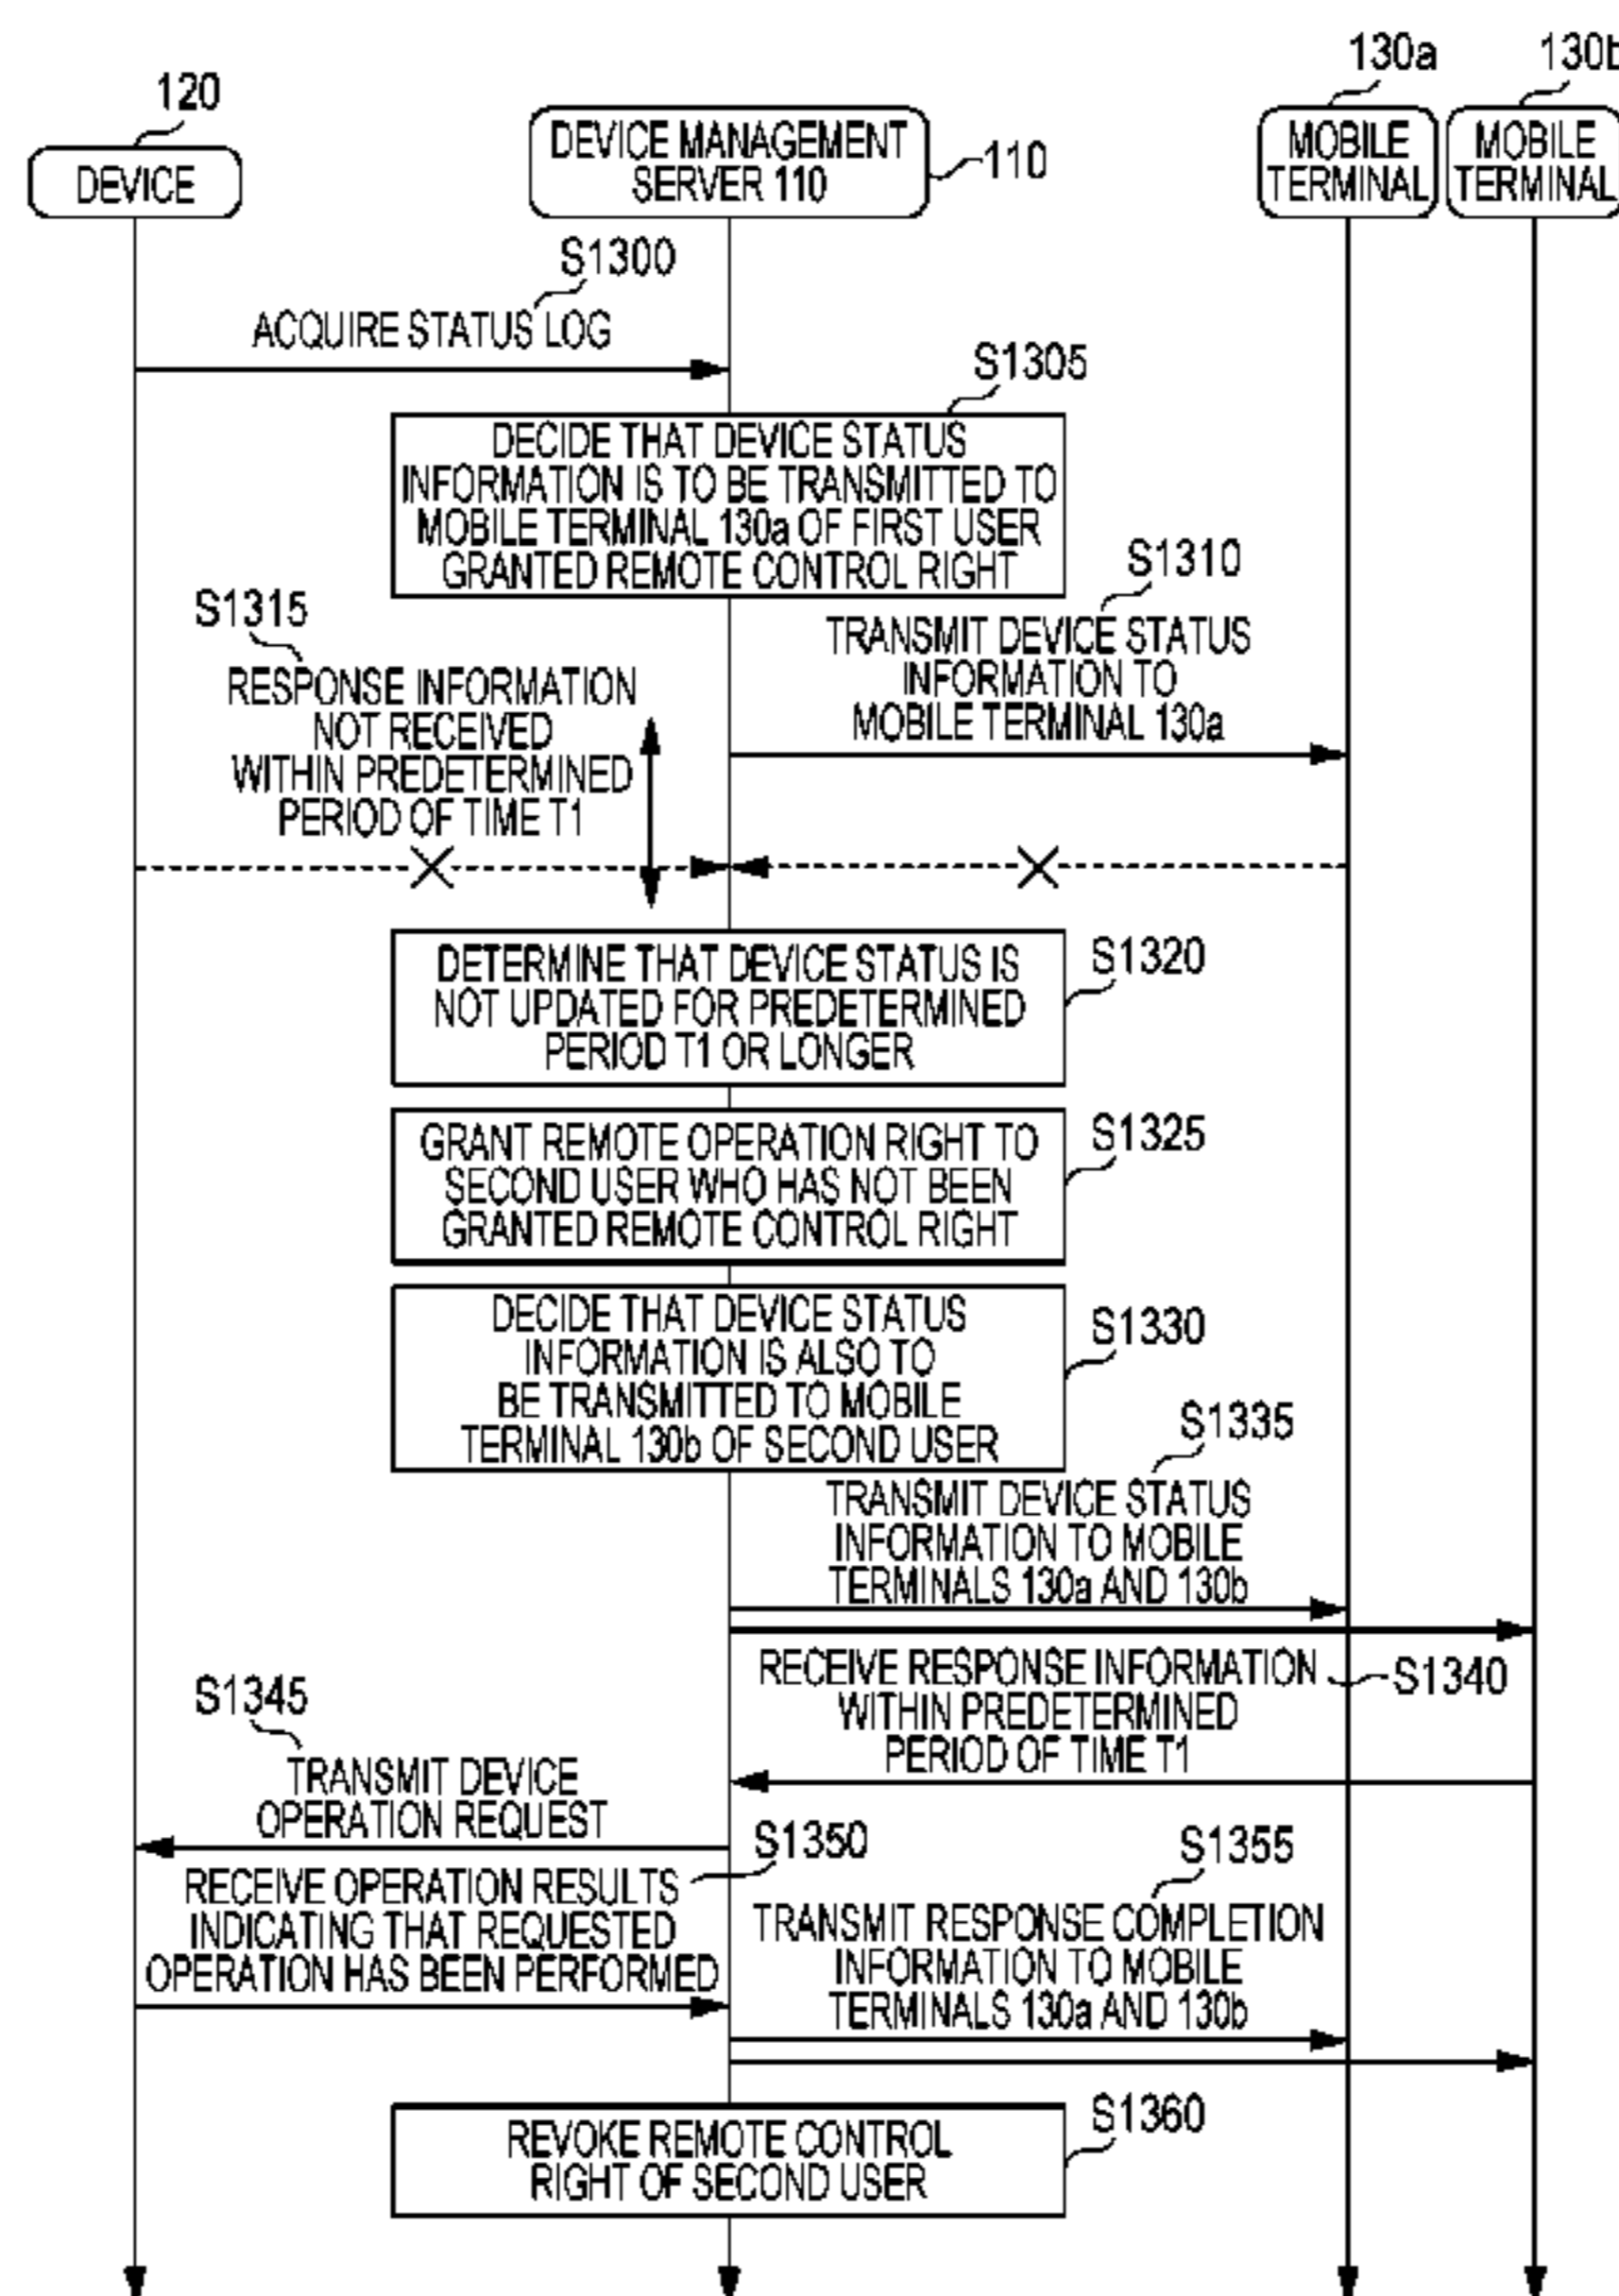 130a
130b
120
DEVICE MANAGEMENT
SERVER 110
110
MOBILE
TERMINAL
MOBILE
TERMINAL
DEVICE
S1300
ACQUIRE STATUS LOG
S1305
DECIDE THAT DEVICE STATUS
INFORMATION IS TO BE TRANSMITTED TO
MOBILE TERMINAL 130a OF FIRST USER
GRANTED REMOTE CONTROL RIGHT
S1310
TRANSMIT DEVICE STATUS
INFORMATION TO
MOBILE TERMINAL 130a
S1315
RESPONSE INFORMATION
NOT RECEIVED
WITHIN PREDETERMINED
PERIOD OF TIME T1
DETERMINE THAT DEVICE STATUS IS
NOT UPDATED FOR PREDETERMINED
PERIOD T1 OR LONGER
S1320
GRANT REMOTE OPERATION RIGHT TO
SECOND USER WHO HAS NOT BEEN
GRANTED REMOTE CONTROL RIGHT
S1325
DECIDE THAT DEVICE STATUS
INFORMATION IS ALSO TO
BE TRANSMITTED TO MOBILE
TERMINAL 130b OF SECOND USER
S1330
S1335
TRANSMIT DEVICE STATUS
INFORMATION TO MOBILE
TERMINALS 130a AND 130b
RECEIVE RESPONSE INFORMATION
WITHIN PREDETERMINED
PERIOD OF TIME T1
S1340
S1345
TRANSMIT DEVICE
OPERATION REQUEST
S1350
RECEIVE OPERATION RESULTS
INDICATING THAT REQUESTED
OPERATION HAS BEEN PERFORMED
S1355
TRANSMIT RESPONSE COMPLETION
INFORMATION TO MOBILE
TERMINALS 130a AND 130b
REVOKE REMOTE CONTROL
RIGHT OF SECOND USER
S1360